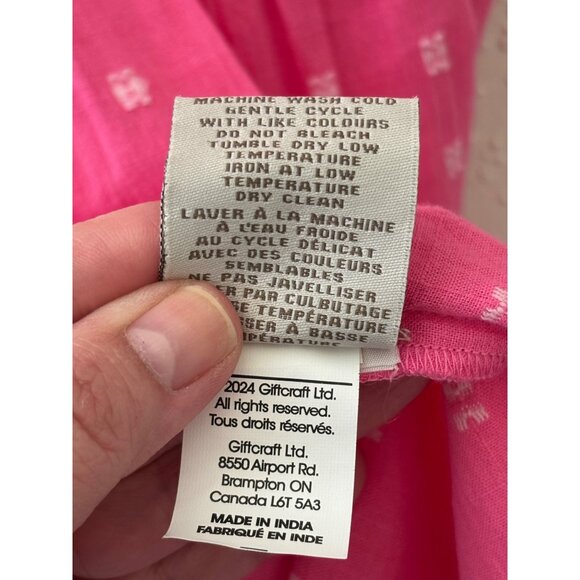 MACHINE WASH COLD
GENTLE CYCLE
WITH LIKE COLOURS
DO NOT BLEACH
TUMBLE DRY LOW
TEMPERATURE
IRON AT LOW
TEMPERATURE
DRY CLEAN
LAVER À LA MACHINE
À L'EAU FROIDE
AU CYCLE DÉLICAT
AVEC DES COULEURS
SEMBLABLES
NE PAS JAVELLISER
PAR CULBUTAGE
TEMPÉRATURE
À BASSE
TEMPÉRATURE
2024 Giftcraft Ltd.
All rights reserved.
Tous droits réservés.
Giftcraft Ltd.
8550 Airport Rd.
Brampton ON
Canada L6T 5A3
MADE IN INDIA
FABRIQUÉ EN INDE